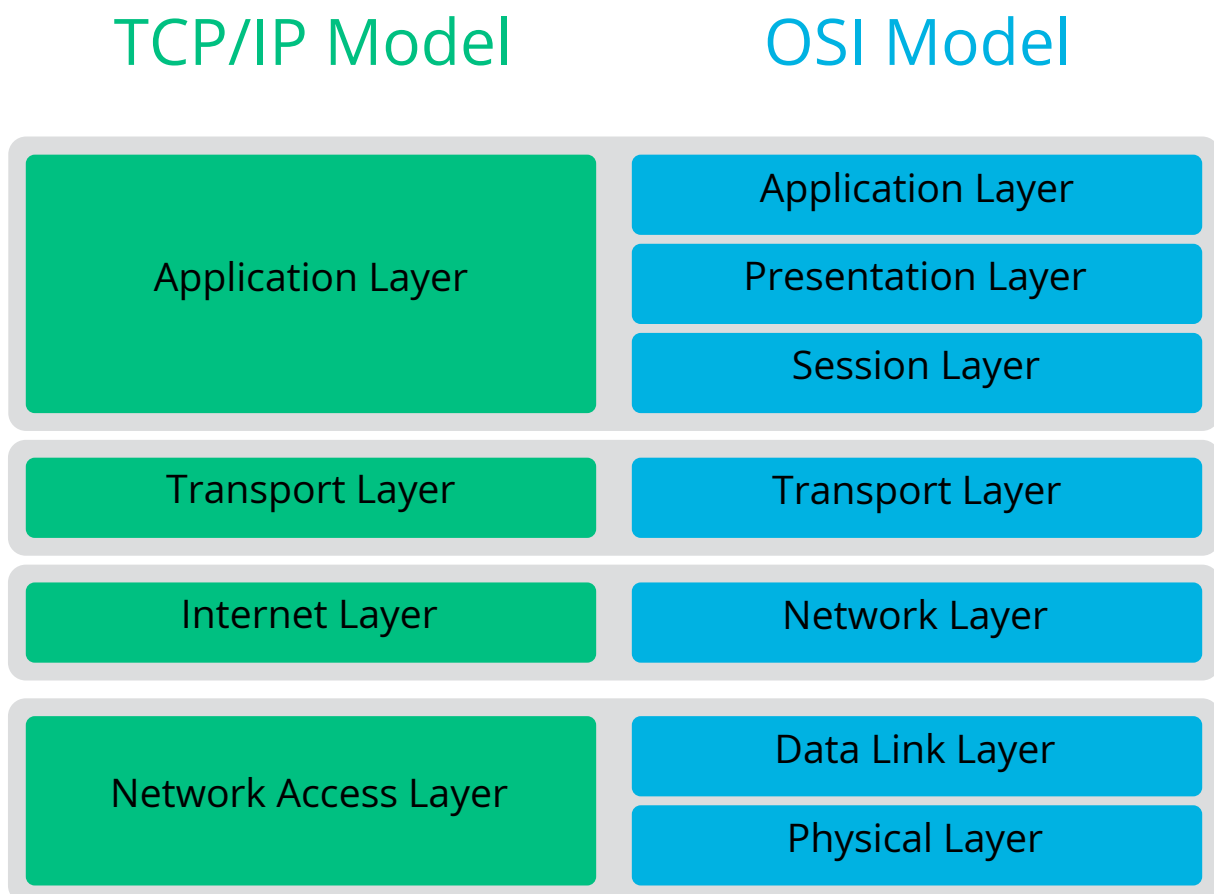 TCP/IP Model
OSI Model
Application Layer
Application Layer
Presentation Layer
Session Layer
Transport Layer
Transport Layer
Internet Layer
Network Layer
Network Access Layer
Data Link Layer
Physical Layer